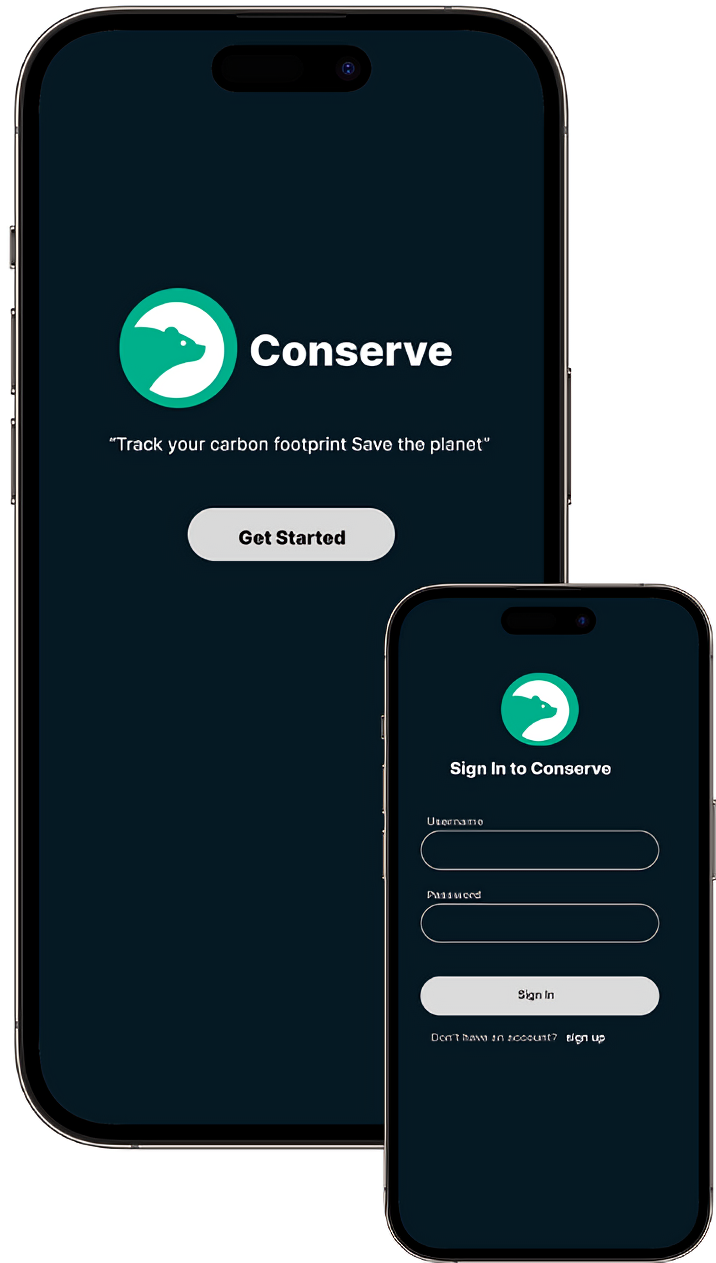 Conserve
“Track your carbon footprint Save the planet”
Get Started
Sign In to Conserve
Username
Password
Sign In
Don't have an account? sign up